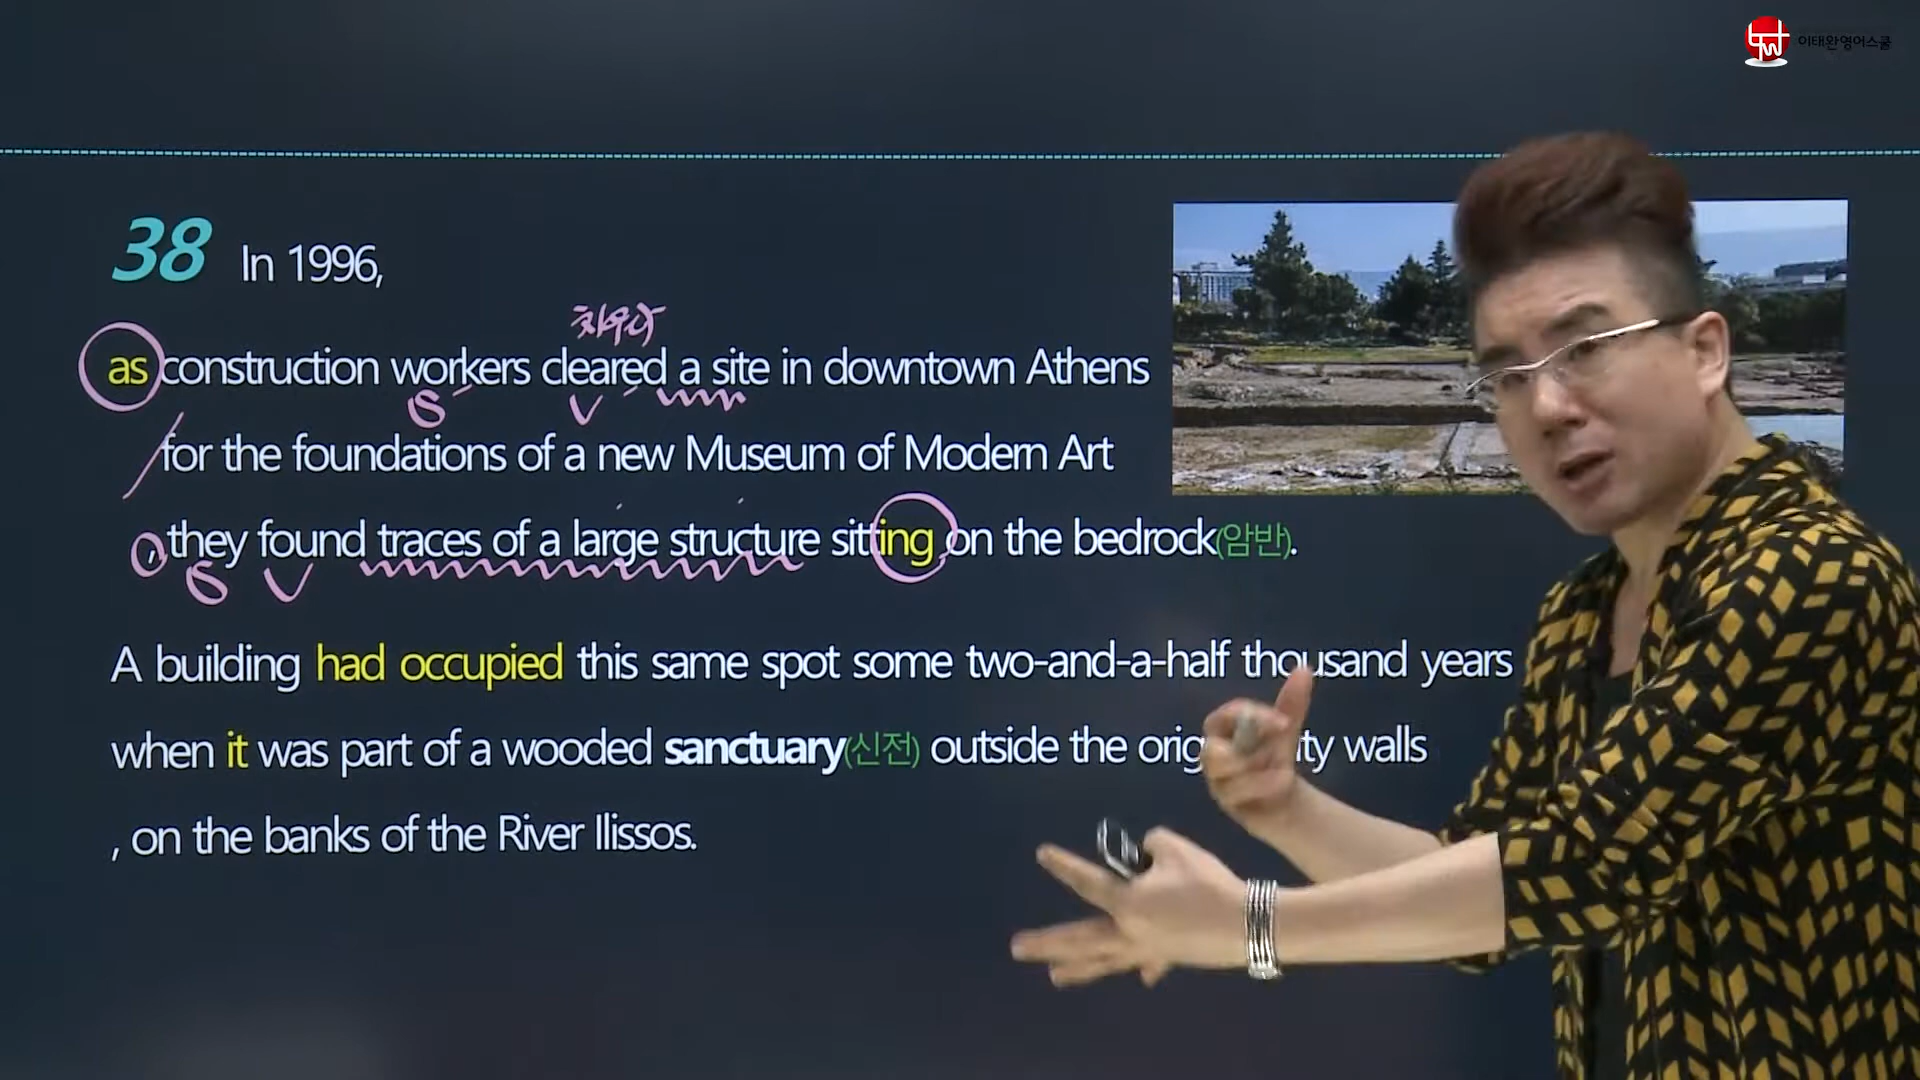 이태완영어스쿨
38 In 1996,
치우다
as construction workers cleared a site in downtown Athens
S V
for the foundations of a new Museum of Modern Art
, they found traces of a large structure sitting on the bedrock(암반).
S V
A building had occupied this same spot some two-and-a-half thousand years
when it was part of a wooded sanctuary(신전) outside the walls
, on the banks of the River Ilissos.